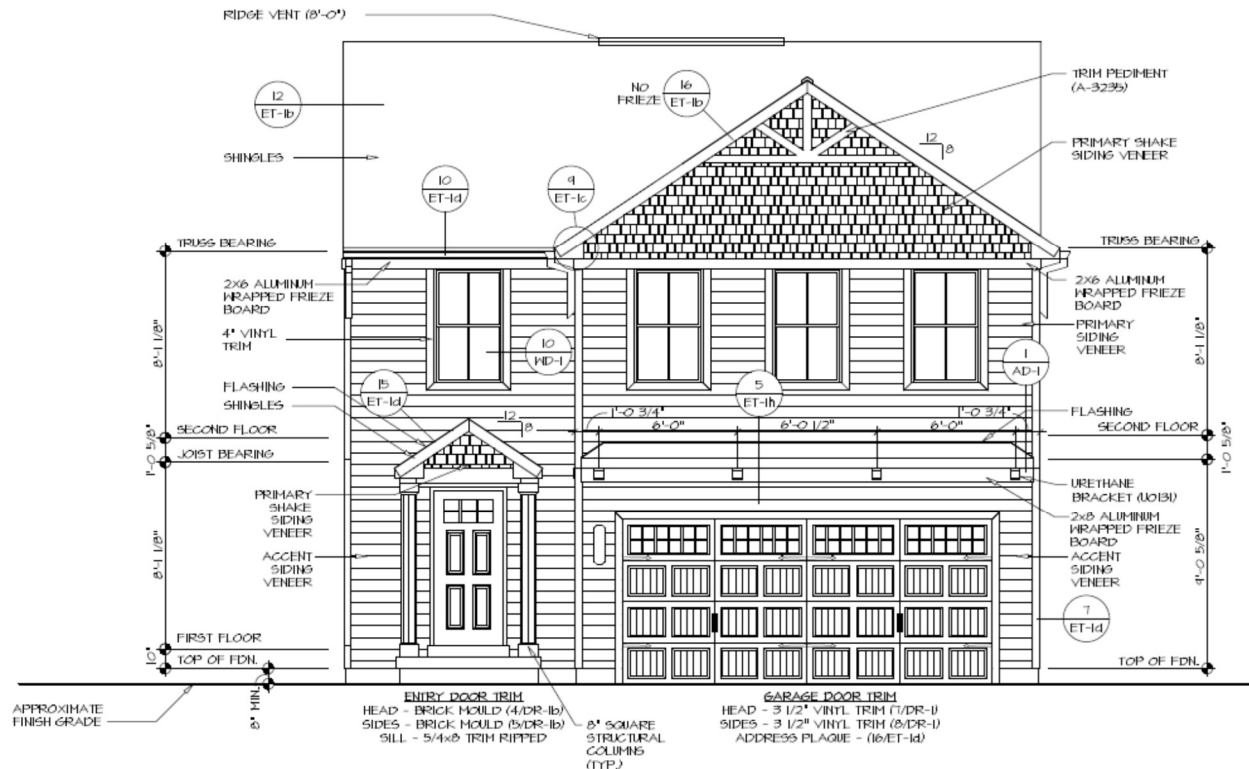 RIDGE VENT (8'-0")
12
ET-1b
NO
FRIEZE
16
ET-1b
TRIM PEDIMENT
(A-3235)
12
8
PRIMARY SHAKE
SIDING VENEER
SHINGLES
10
ET-1d
9
ET-1c
TRUSS BEARING
TRUSS BEARING
2X6 ALUMINUM
WRAPPED FRIEZE
BOARD
2X6 ALUMINUM
WRAPPED FRIEZE
BOARD
8'-1 1/8"
8'-1 1/8"
4" VINYL
TRIM
10
WD-1
PRIMARY
SIDING
VENEER
1
AD-1
FLASHING
15
ET-1d
5
ET-1h
SHINGLES
12
8
1'-0 3/4"
6'-0"
6'-0 1/2"
6'-0"
1'-0 3/4"
FLASHING
SECOND FLOOR
SECOND FLOOR
1'-0 5/8"
1'-0 5/8"
JOIST BEARING
PRIMARY
SHAKE
SIDING
VENEER
URETHANE
BRACKET (UO131)
2x8 ALUMINUM
WRAPPED FRIEZE
BOARD
ACCENT
SIDING
VENEER
ACCENT
SIDING
VENEER
8'-1 1/8"
4'-0 5/8"
7
ET-1d
FIRST FLOOR
10"
TOP OF FDN.
TOP OF FDN.
8" MIN.
APPROXIMATE
FINISH GRADE
ENTRY DOOR TRIM
HEAD - BRICK MOULD (4/DR-1b)
SIDES - BRICK MOULD (5/DR-1b)
SILL - 5/4x8 TRIM RIPPED
8" SQUARE
STRUCTURAL
COLUMNS
(TYP.)
GARAGE DOOR TRIM
HEAD - 3 1/2" VINYL TRIM (7/DR-1)
SIDES - 3 1/2" VINYL TRIM (8/DR-1)
ADDRESS PLAQUE - (16/ET-1d)